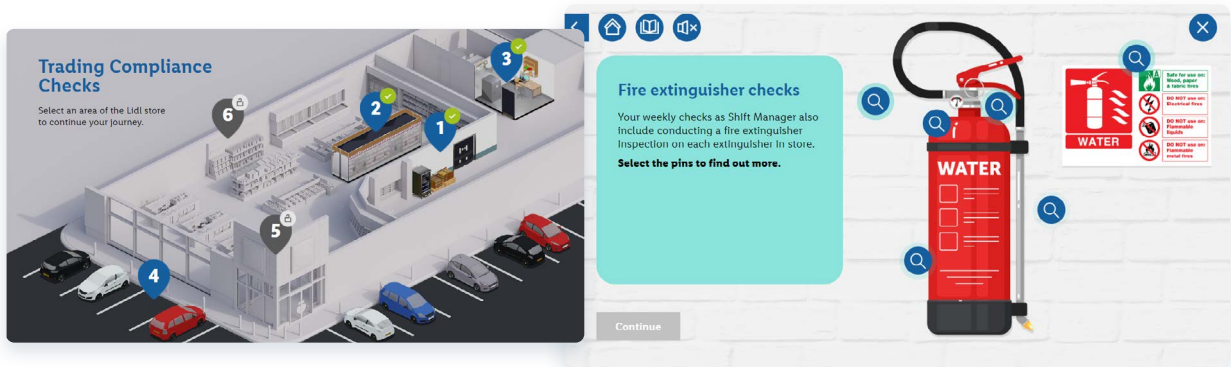 Trading Compliance
Checks
Select an area of the Lidl store
to continue your journey.
1
2
3
4
5
6
Fire extinguisher checks
Your weekly checks as Shift Manager also
include conducting a fire extinguisher
inspection on each extinguisher in store.
Select the pins to find out more.
Continue
WATER
WATER
Safe for use on:
Wood, paper
& fabric fires
DO NOT use on:
Electrical fires
DO NOT use on:
Flammable
liquids
DO NOT use on:
Flammable
metal fires